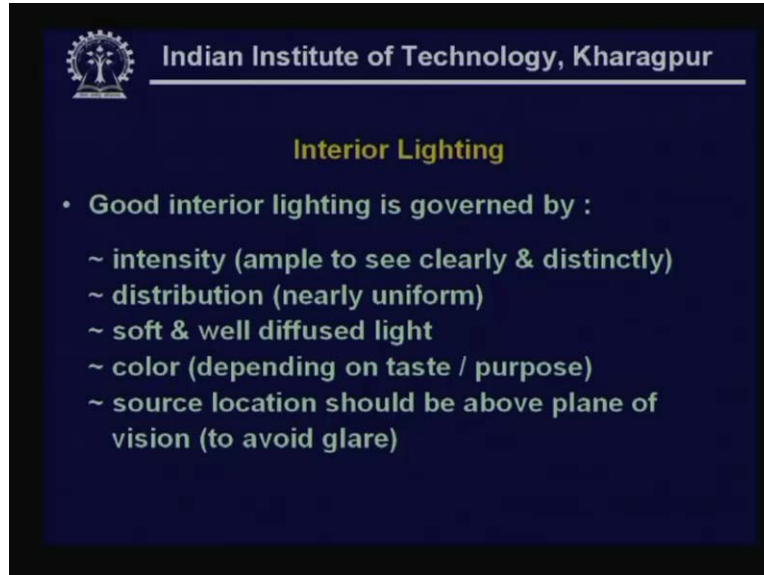 Indian Institute of Technology, Kharagpur
Interior Lighting
• Good interior lighting is governed by :
~ intensity (ample to see clearly & distinctly)
~ distribution (nearly uniform)
~ soft & well diffused light
~ color (depending on taste / purpose)
~ source location should be above plane of
vision (to avoid glare)